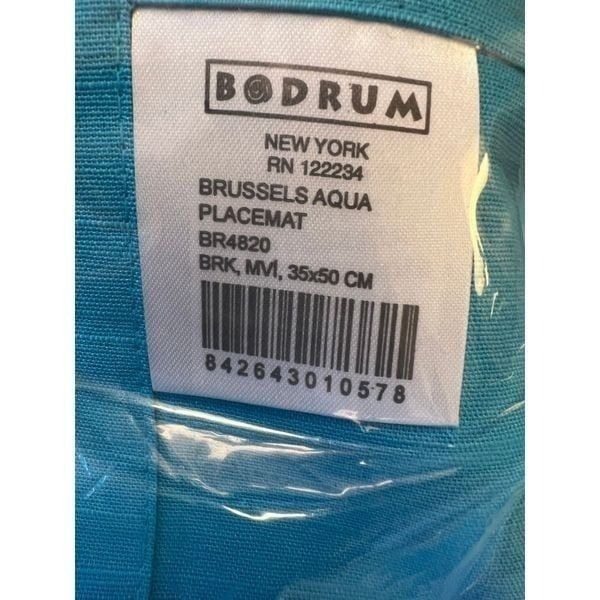 BODRUM
NEW YORK
RN 122234
BRUSSELS AQUA
PLACEMAT
BR4820
BRK, MVİ, 35x50 CM
842643010578